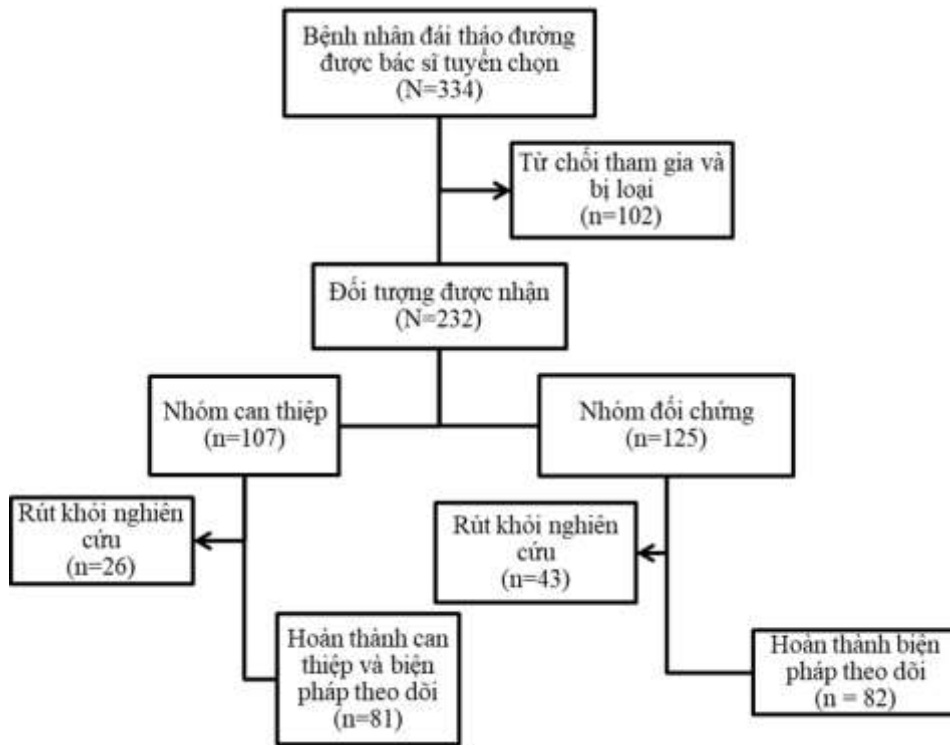 Bệnh nhân đái tháo đường
được bác sĩ tuyển chọn
(N=334)
Từ chối tham gia và
bị loại
(n=102)
Đối tượng được nhận
(N=232)
Nhóm can thiệp
(n=107)
Nhóm đối chứng
(n=125)
Rút khỏi nghiên
cứu
(n=26)
Rút khỏi nghiên
cứu
(n=43)
Hoàn thành can
thiệp và biện
pháp theo dõi
(n=81)
Hoàn thành biện
pháp theo dõi
(n = 82)